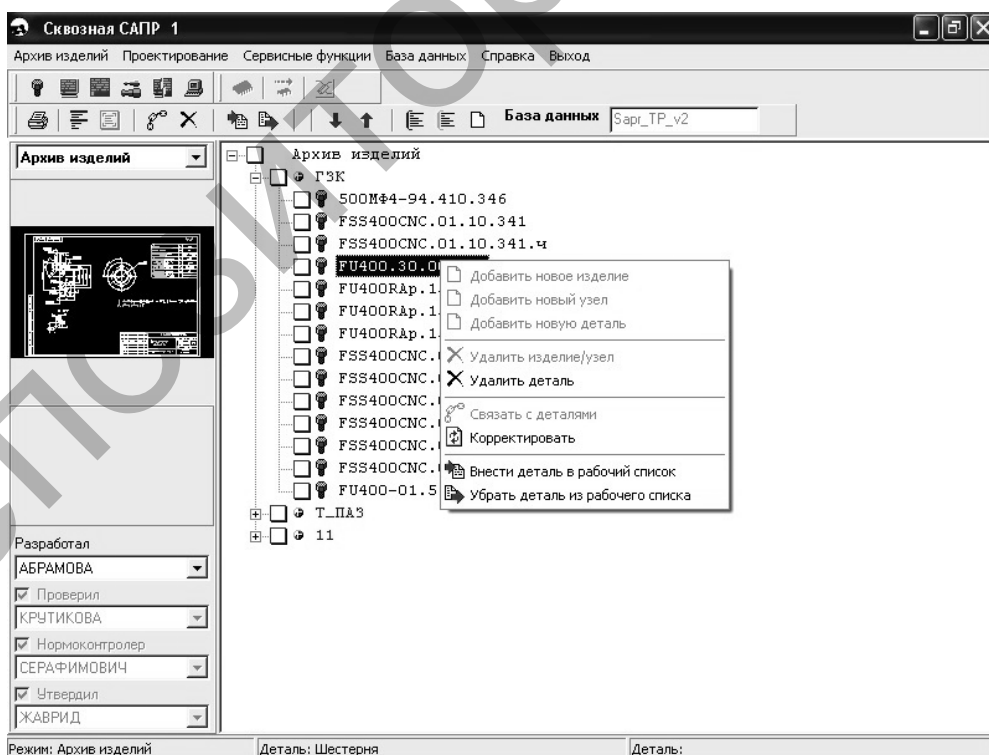 Сквозная САПР 1
Архив изделий Проектирование Сервисные функции База данных Справка Выход
База данных Sapr_TP_v2
Архив изделий
Архив изделий
ГЗК
500МФ4-94.410.346
FSS400CNC.01.10.341
FSS400CNC.01.10.341.ч
FU400.30.0
FU400RAp.1
FU400RAp.1
FU400RAp.1
FSS400CNC.
FSS400CNC.
FSS400CNC.
FSS400CNC.
FSS400CNC.
FSS400CNC.
FU400-01.5
Т_ПАЗ
11
Добавить новое изделие
Добавить новый узел
Добавить новую деталь
Удалить изделие/узел
Удалить деталь
Связать с деталями
Корректировать
Внести деталь в рабочий список
Убрать деталь из рабочего списка
Разработал
АБРАМОВА
Проверил
КРУТИКОВА
Нормоконтролер
СЕРАФИМОВИЧ
Утвердил
ЖАВРИД
Режим: Архив изделий Деталь: Шестерня Деталь: